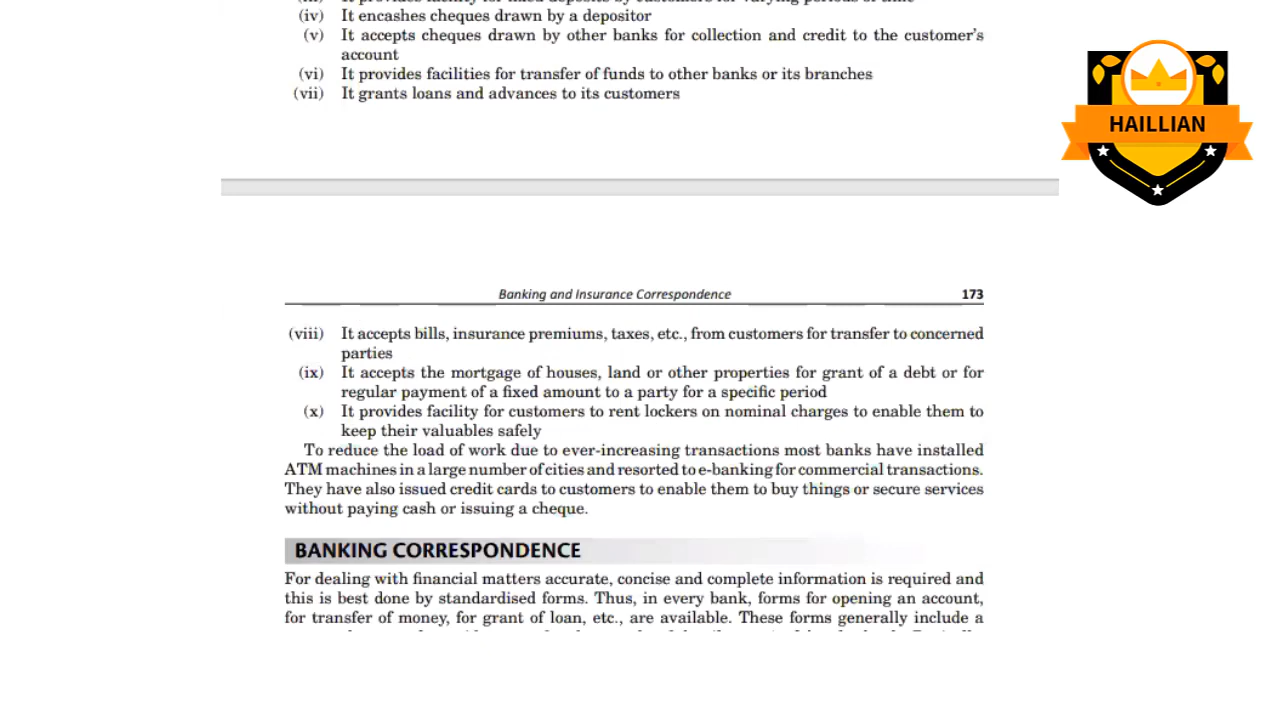 (iv) It encashes cheques drawn by a depositor
(v) It accepts cheques drawn by other banks for collection and credit to the customer's
account
(vi) It provides facilities for transfer of funds to other banks or its branches
(vii) It grants loans and advances to its customers
HAILLIAN
Banking and Insurance Correspondence 173
(viii) It accepts bills, insurance premiums, taxes, etc., from customers for transfer to concerned
parties
(ix) It accepts the mortgage of houses, land or other properties for grant of a debt or for
regular payment of a fixed amount to a party for a specific period
(x) It provides facility for customers to rent lockers on nominal charges to enable them to
keep their valuables safely
To reduce the load of work due to ever-increasing transactions most banks have installed
ATM machines in a large number of cities and resorted to e-banking for commercial transactions.
They have also issued credit cards to customers to enable them to buy things or secure services
without paying cash or issuing a cheque.
BANKING CORRESPONDENCE
For dealing with financial matters accurate, concise and complete information is required and
this is best done by standardised forms. Thus, in every bank, forms for opening an account,
for transfer of money, for grant of loan, etc., are available. These forms generally include a